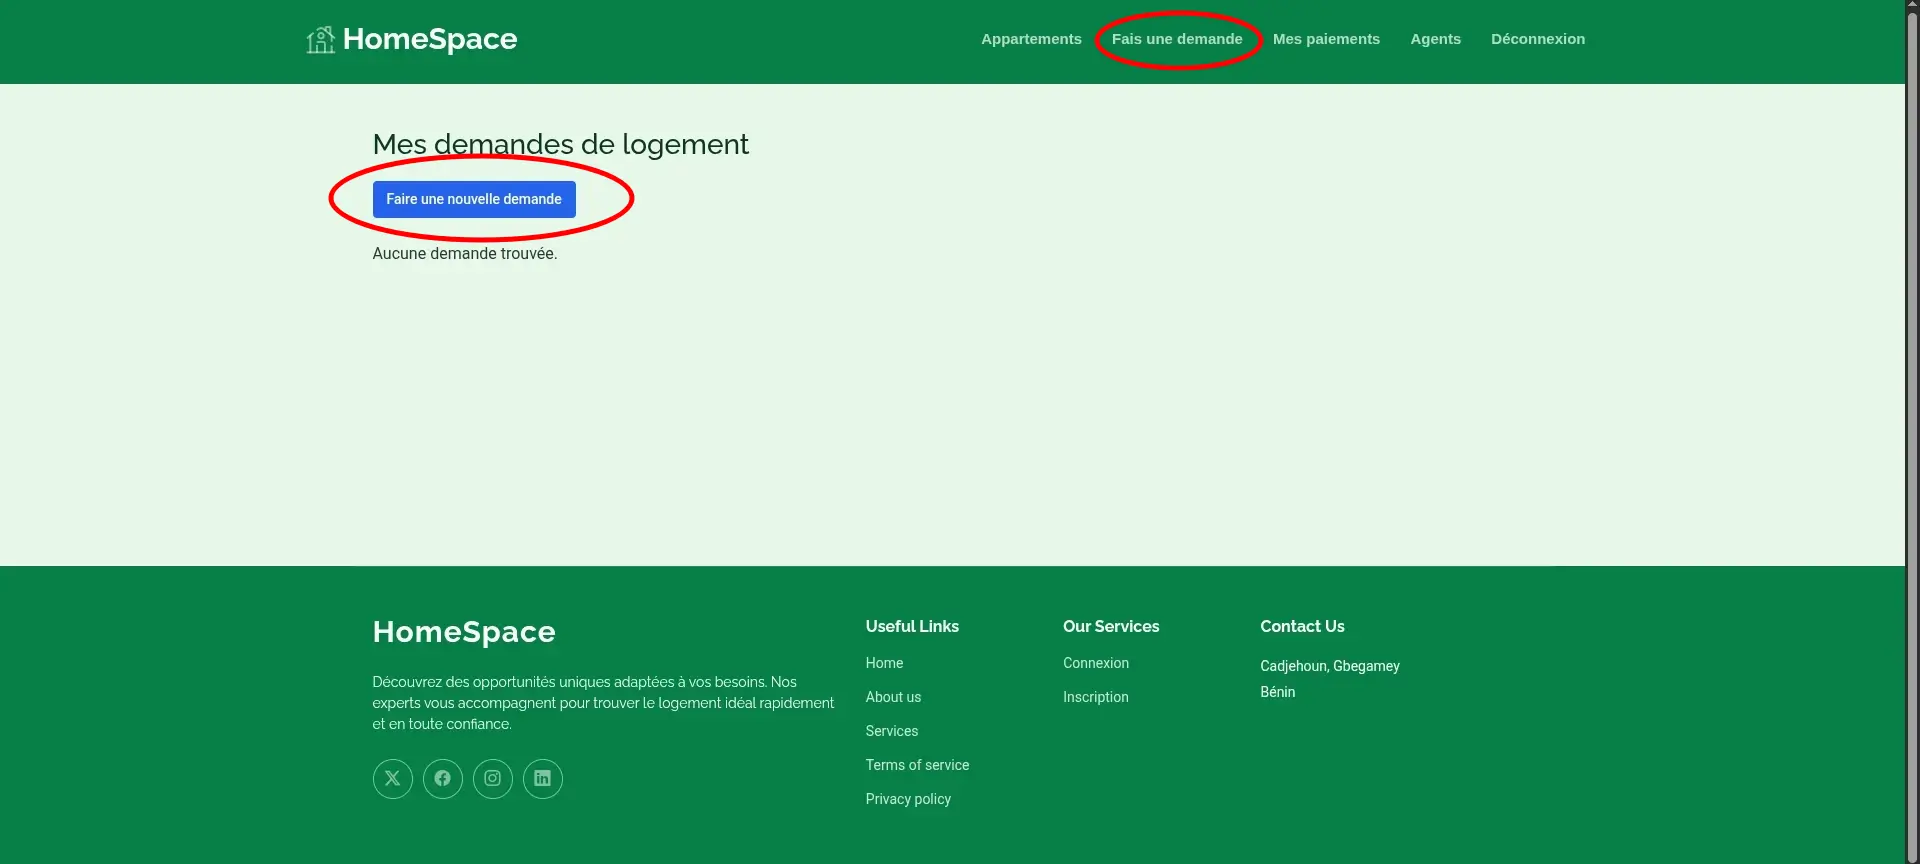 HomeSpace
Appartements Fais une demande Mes paiements Agents Déconnexion
Mes demandes de logement
Faire une nouvelle demande
Aucune demande trouvée.
HomeSpace
Découvrez des opportunités uniques adaptées à vos besoins. Nos
experts vous accompagnent pour trouver le logement idéal rapidement
et en toute confiance.
Useful Links
Home
About us
Services
Terms of service
Privacy policy
Our Services
Connexion
Inscription
Contact Us
Cadjehoun, Gbegamey
Bénin